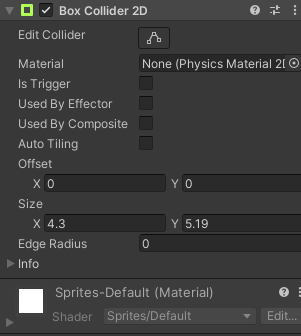 Box Collider 2D
Edit Collider
Material None (Physics Material 2D
Is Trigger
Used By Effector
Used By Composite
Auto Tiling
Offset
X 0 Y 0
Size
X 4.3 Y 5.19
Edge Radius 0
Info
Sprites-Default (Material)
Shader Sprites/Default Edit...